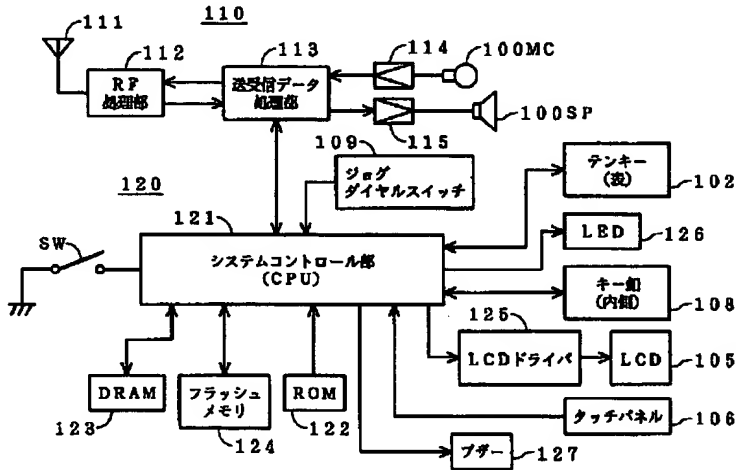 110
111
112
RF
処理部
113
送受信データ
処理部
114
100MC
115
100SP
109
ジョグ
ダイヤルスイッチ
テンキー
(表)
102
120
121
SW
システムコントロール部
(CPU)
LED
126
キー釦
(内側)
108
125
LCDドライバ
LCD
105
DRAM
123
フラッシュ
メモリ
124
ROM
122
タッチパネル
106
ブザー
127